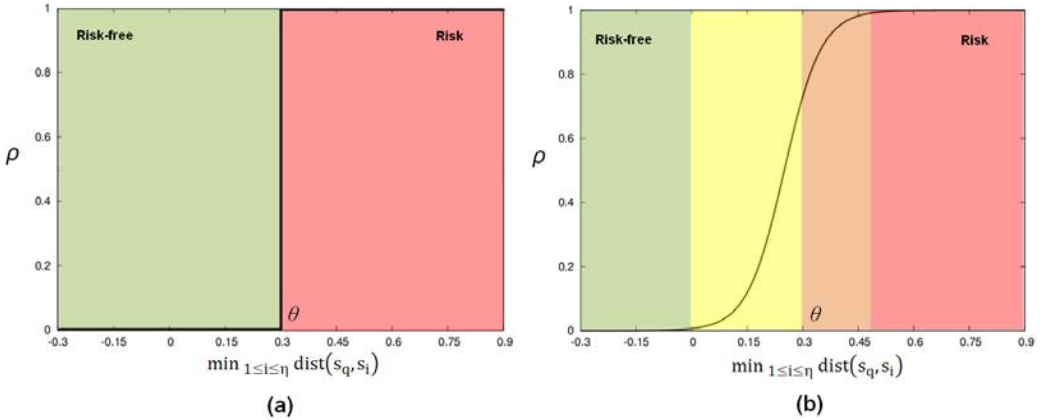 Risk-free
Risk
ρ
θ
1
0.8
0.6
0.4
0.2
0
-0.3 -0.15 0 0.15 0.3 0.45 0.6 0.75 0.9
min 1≤i≤η dist(sq,si)
(a)
Risk-free
Risk
ρ
θ
1
0.8
0.6
0.4
0.2
0
-0.3 -0.15 0 0.15 0.3 0.45 0.6 0.75 0.9
min 1≤i≤η dist(sq,si)
(b)